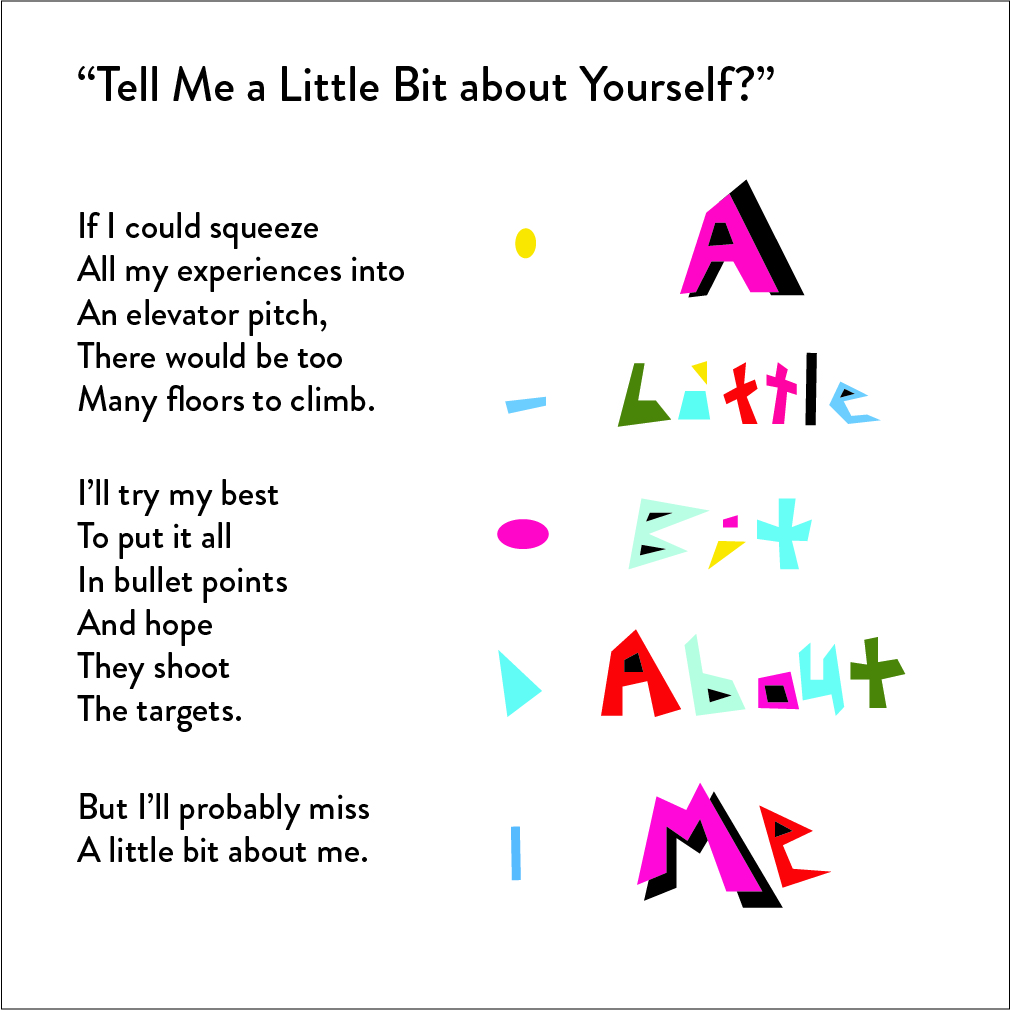 “Tell Me a Little Bit about Yourself?”
If I could squeeze
All my experiences into
An elevator pitch,
There would be too
Many floors to climb.
I’ll try my best
To put it all
In bullet points
And hope
They shoot
The targets.
But I’ll probably miss
A little bit about me.
A
Little
Bit
About
Me